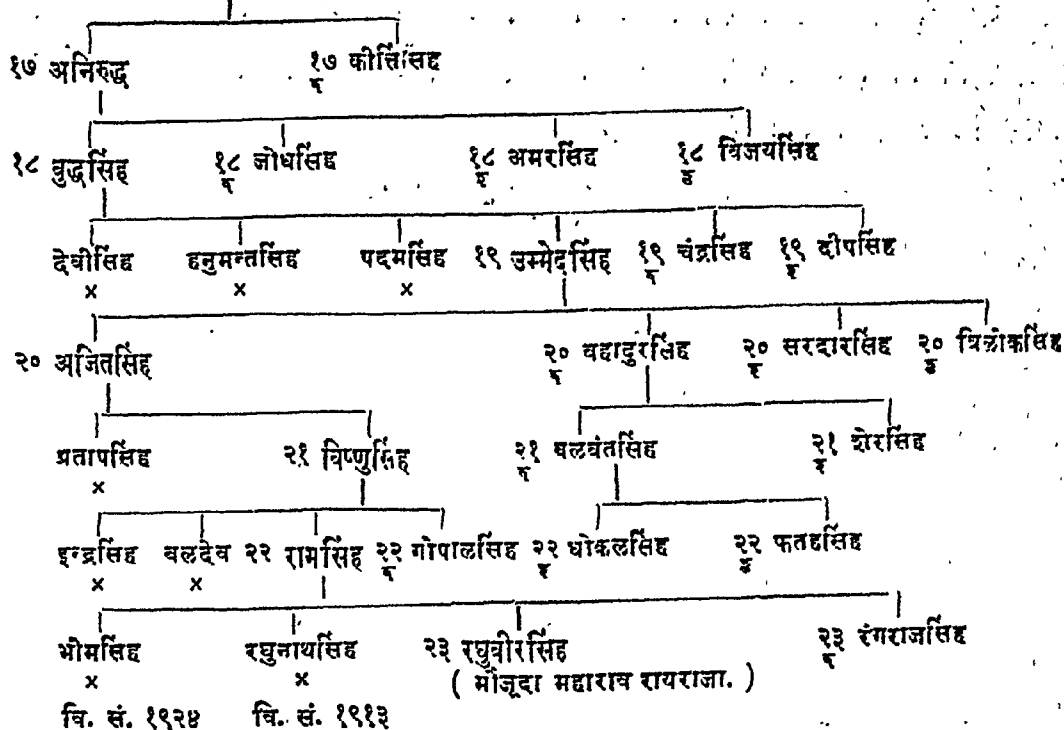 १७ अनिरुद्ध १७ कीर्त्तिसिंह
१८ बुद्धसिंह १८ जोधसिंह १८ अमरसिंह १८ विजयसिंह
देवीसिंह हनुमन्तसिंह पदमसिंह १९ उम्मेदसिंह १९ चंद्रसिंह १९ दीपसिंह
× × ×
२० अजितसिंह २० बहादुरसिंह २० सरदारसिंह २० त्रिलोकसिंह
प्रतापसिंह २१ विष्णुसिंह २१ बलवंतसिंह २१ शेरसिंह
×
इन्द्रसिंह बलदेव २२ रामसिंह २२ गोपालसिंह २२ धोकलसिंह २२ फतहसिंह
× ×
भीमसिंह रघुनाथसिंह २३ रघुवीरसिंह २३ रंगराजसिंह
× × ( मौजूदा महाराव रायराजा. )
वि. सं. १९२४ वि. सं. १९१३